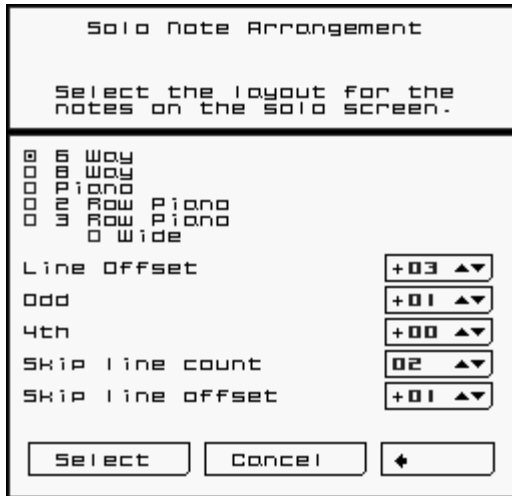 Solo Note Arrangement
Select the layout for the
notes on the solo screen.
6 Way
8 Way
Piano
2 Row Piano
3 Row Piano
Wide
Line Offset +03
Odd +01
4th +00
Skip line count 02
Skip line offset +01
Select Cancel